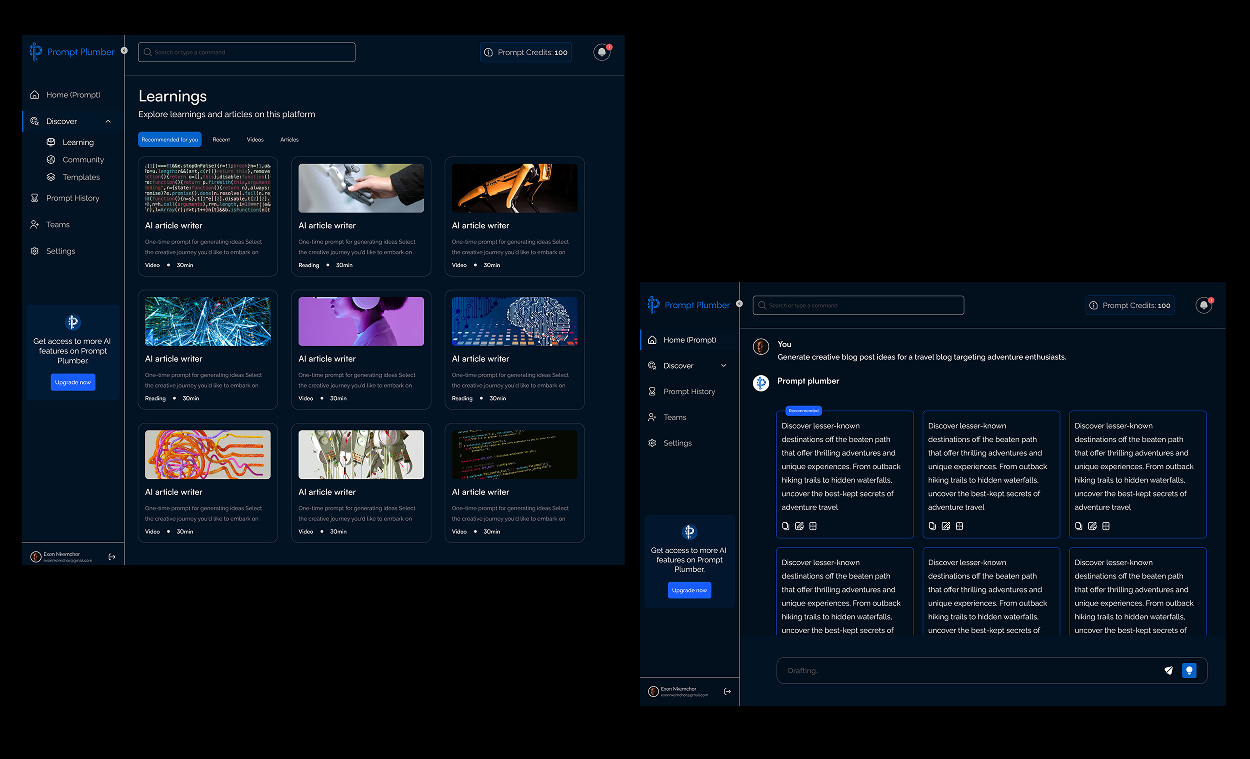 Prompt Plumber
Search or type a command
Prompt Credits: 100
Home (Prompt)
Discover
Learning
Community
Templates
Prompt History
Teams
Settings
Get access to more AI
features on Prompt
Plumber.
Upgrade now
Exon Nkemchor
Learnings
Explore learnings and articles on this platform
Recommended for you Recent Videos Articles
AI article writer
One-time prompt for generating ideas Select
the creative journey you'd like to embark on
Video • 30min
AI article writer
One-time prompt for generating ideas Select
the creative journey you'd like to embark on
Reading • 30min
AI article writer
One-time prompt for generating ideas Select
the creative journey you'd like to embark on
Video • 30min
AI article writer
One-time prompt for generating ideas Select
the creative journey you'd like to embark on
Reading • 30min
AI article writer
One-time prompt for generating ideas Select
the creative journey you'd like to embark on
Video • 30min
AI article writer
One-time prompt for generating ideas Select
the creative journey you'd like to embark on
Reading • 30min
AI article writer
One-time prompt for generating ideas Select
the creative journey you'd like to embark on
Video • 30min
AI article writer
One-time prompt for generating ideas Select
the creative journey you'd like to embark on
Video • 30min
AI article writer
One-time prompt for generating ideas Select
the creative journey you'd like to embark on
Video • 30min
Prompt Plumber
Search or type a command
Prompt Credits: 100
Home (Prompt)
Discover
Prompt History
Teams
Settings
Get access to more AI
features on Prompt
Plumber.
Upgrade now
Exon Nkemchor
You
Generate creative blog post ideas for a travel blog targeting adventure enthusiasts.
Prompt plumber
Recommended
Discover lesser-known
destinations off the beaten path
that offer thrilling adventures and
unique experiences. From outback
hiking trails to hidden waterfalls,
uncover the best-kept secrets of
adventure travel
Discover lesser-known
destinations off the beaten path
that offer thrilling adventures and
unique experiences. From outback
hiking trails to hidden waterfalls,
uncover the best-kept secrets of
adventure travel
Discover lesser-known
destinations off the beaten path
that offer thrilling adventures and
unique experiences. From outback
hiking trails to hidden waterfalls,
uncover the best-kept secrets of
adventure travel
Discover lesser-known
destinations off the beaten path
that offer thrilling adventures and
unique experiences. From outback
hiking trails to hidden waterfalls,
uncover the best-kept secrets of
Discover lesser-known
destinations off the beaten path
that offer thrilling adventures and
unique experiences. From outback
hiking trails to hidden waterfalls,
uncover the best-kept secrets of
Discover lesser-known
destinations off the beaten path
that offer thrilling adventures and
unique experiences. From outback
hiking trails to hidden waterfalls,
uncover the best-kept secrets of
Drafting..